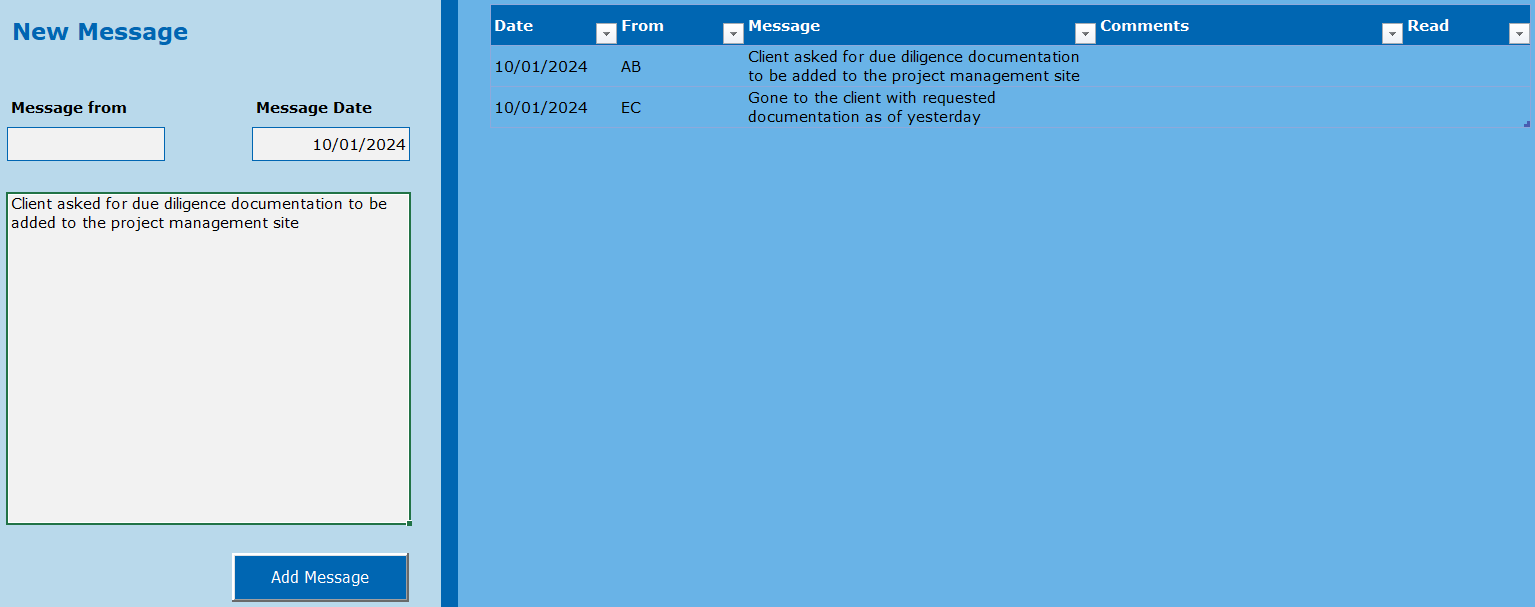 New Message
Message from
Message Date
10/01/2024
Client asked for due diligence documentation to be
added to the project management site
Add Message
Date From Message Comments Read
10/01/2024 AB Client asked for due diligence documentation
to be added to the project management site
10/01/2024 EC Gone to the client with requested
documentation as of yesterday